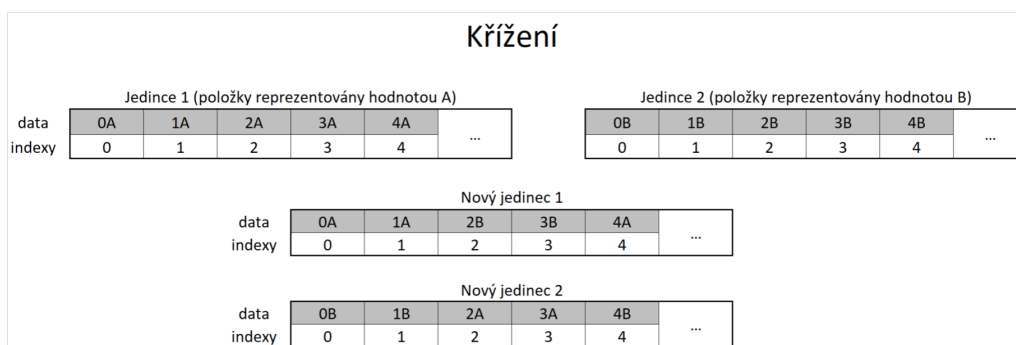 Křížení
Jedince 1 (položky reprezentovány hodnotou A)
data 0A 1A 2A 3A 4A ...
indexy 0 1 2 3 4
Jedince 2 (položky reprezentovány hodnotou B)
0B 1B 2B 3B 4B ...
0 1 2 3 4
Nový jedinec 1
data 0A 1A 2B 3B 4A ...
indexy 0 1 2 3 4
Nový jedinec 2
data 0B 1B 2A 3A 4B ...
indexy 0 1 2 3 4